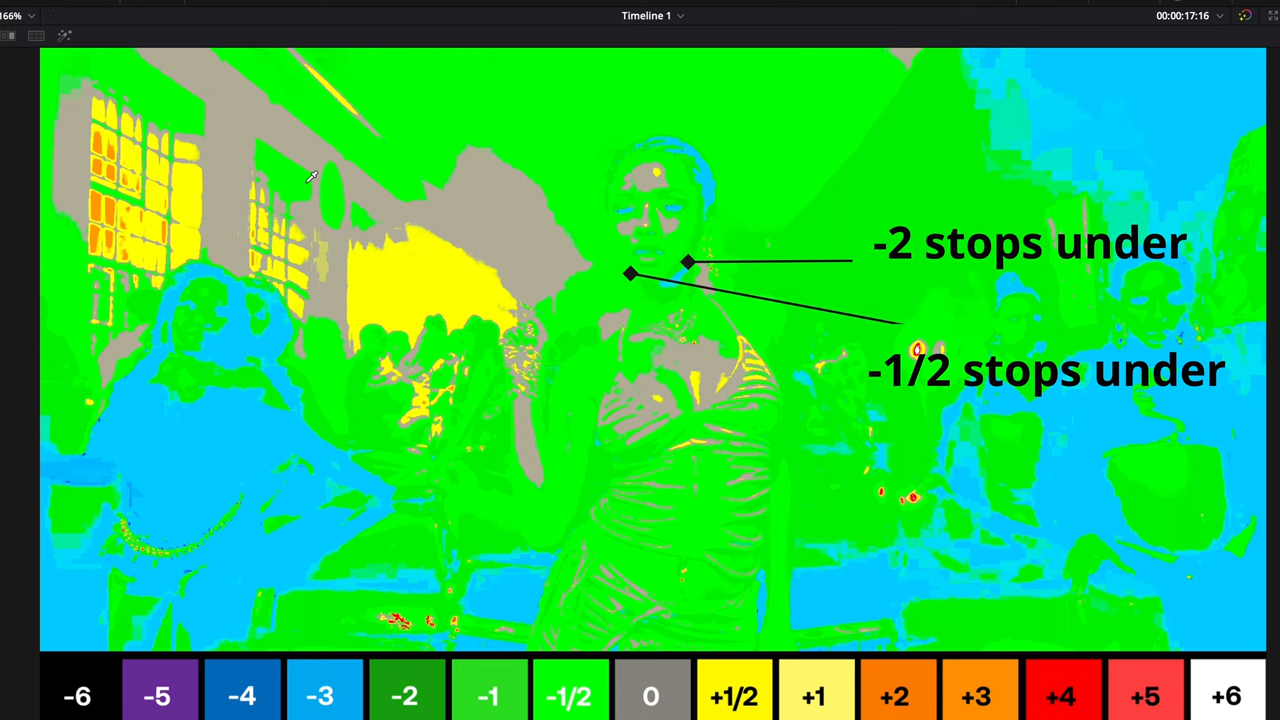 166%
Timeline 1
00:00:17:16
-2 stops under
-1/2 stops under
-6 -5 -4 -3 -2 -1 -1/2 0 +1/2 +1 +2 +3 +4 +5 +6